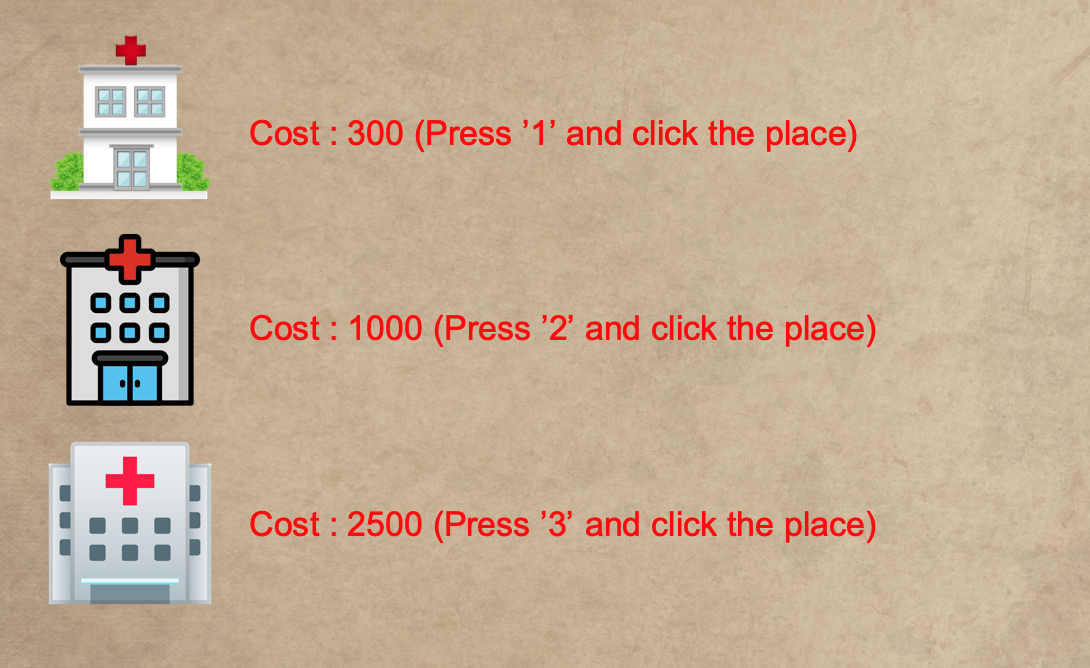 Cost : 300 (Press ’1’ and click the place)
Cost : 1000 (Press ’2’ and click the place)
Cost : 2500 (Press ’3’ and click the place)